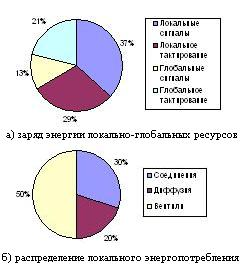 21%
37%
13%
29%
Локальные
сигналы
Локальное
тактирование
Глобальные
сигналы
Глобальное
тактирование
а) заряд энергии локально-глобальных ресурсов
50%
30%
20%
Соединения
Диффузия
Вентили
б) распределение локального энергопотребления